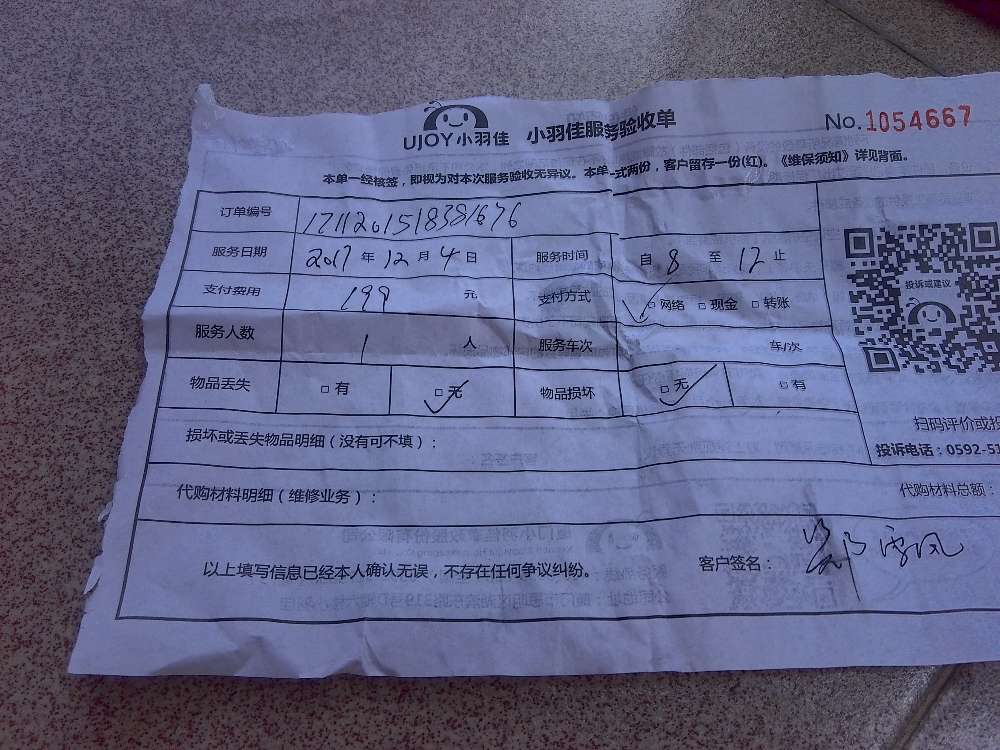 UJOY小羽佳 小羽佳服务验收单 No.1054667
本单一经核签，即视为对本次服务验收无异议。本单一式两份，客户留存一份(红)。《维保须知》详见背面。
订单编号 1711201518381676
服务日期 2017 年 12 月 4 日 服务时间 自 8 至 12 止
支付费用 199 元 支付方式 □网络 □现金 □转账
投诉或建议
服务人数 1 人 服务车次 车/次
物品丢失 □有 □无 物品损坏 □无 □有
损坏或丢失物品明细（没有可不填）：
扫码评价或投
投诉电话：0592-51
代购材料明细（维修业务）：
代购材料总额：
以上填写信息已经本人确认无误，不存在任何争议纠纷。
客户签名：